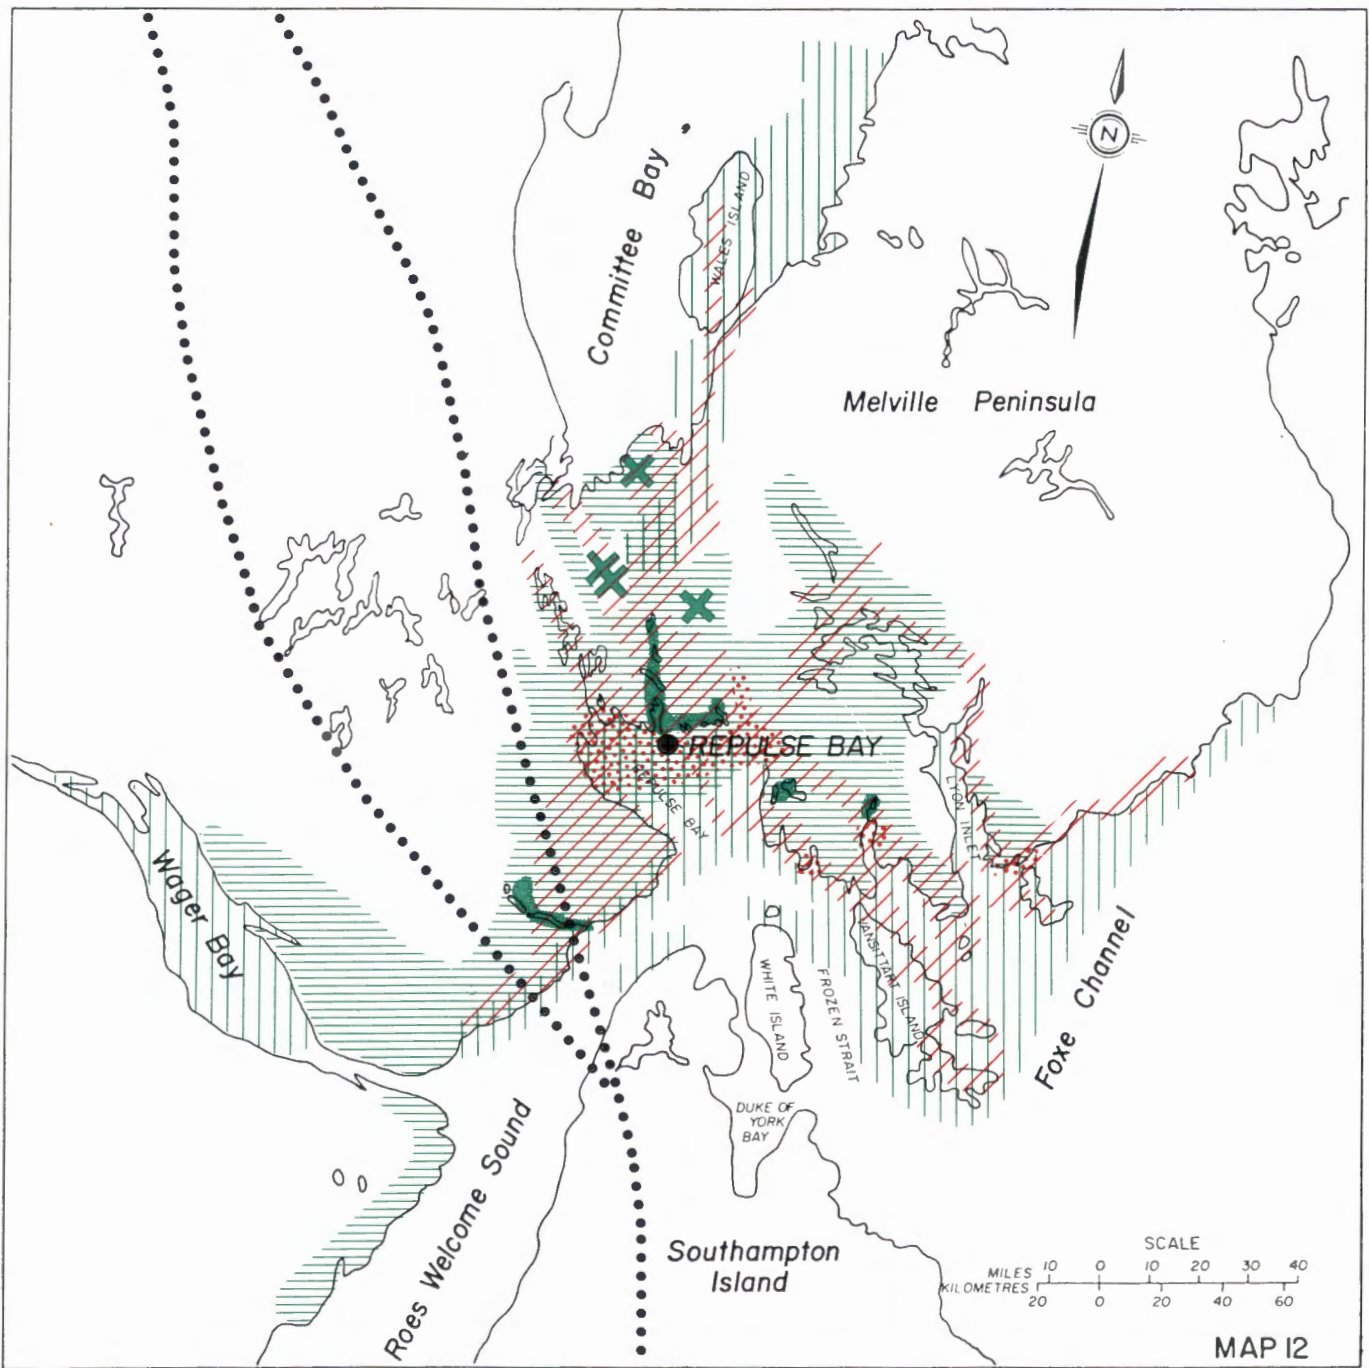 N
Committee Bay
WALES ISLAND
Melville Peninsula
REPULSE BAY
REPULSE BAY
LYON INLET
Wager Bay
VANSITTART ISLAND
WHITE ISLAND
FROZEN STRAIT
Foxe Channel
DUKE OF
YORK
BAY
Roes Welcome Sound
Southampton
Island
SCALE
MILES 10 0 10 20 30 40
KILOMETRES 20 0 20 40 60
MAP 12